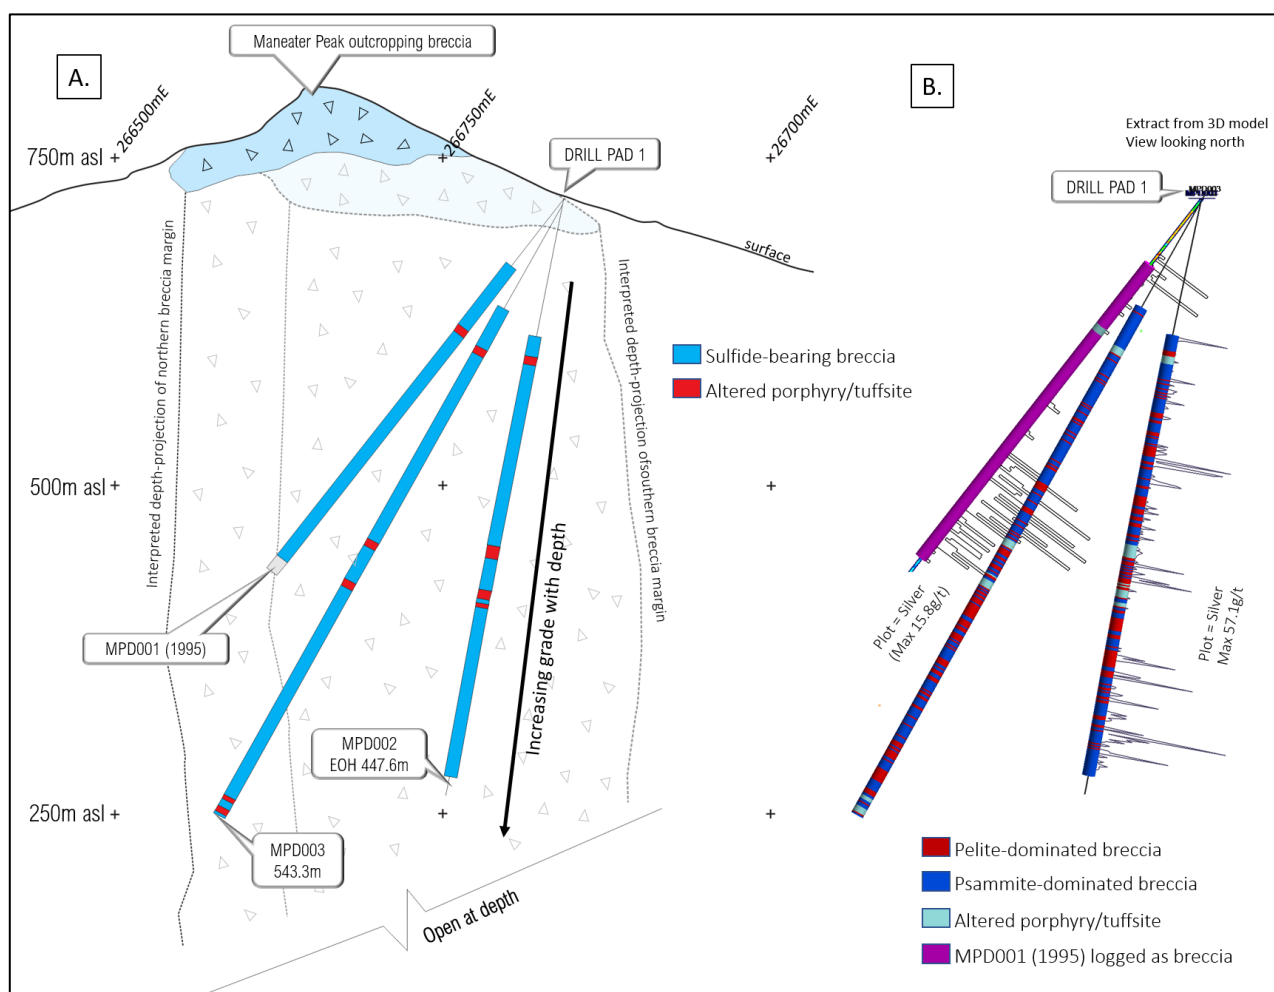 A.
Maneater Peak outcropping breccia
266500mE
266750mE
26700mE
750m asl
DRILL PAD 1
surface
Interpreted depth-projection of northern breccia margin
Interpreted depth-projection ofsouthern breccia margin
Sulfide-bearing breccia
Altered porphyry/tuffsite
500m asl
Increasing grade with depth
MPD001 (1995)
MPD002
EOH 447.6m
250m asl
MPD003
543.3m
Open at depth
B.
Extract from 3D model
View looking north
MPD003
DRILL PAD 1
Plot = Silver
(Max 15.8g/t)
Plot = Silver
Max 57.1g/t
Pelite-dominated breccia
Psammite-dominated breccia
Altered porphyry/tuffsite
MPD001 (1995) logged as breccia